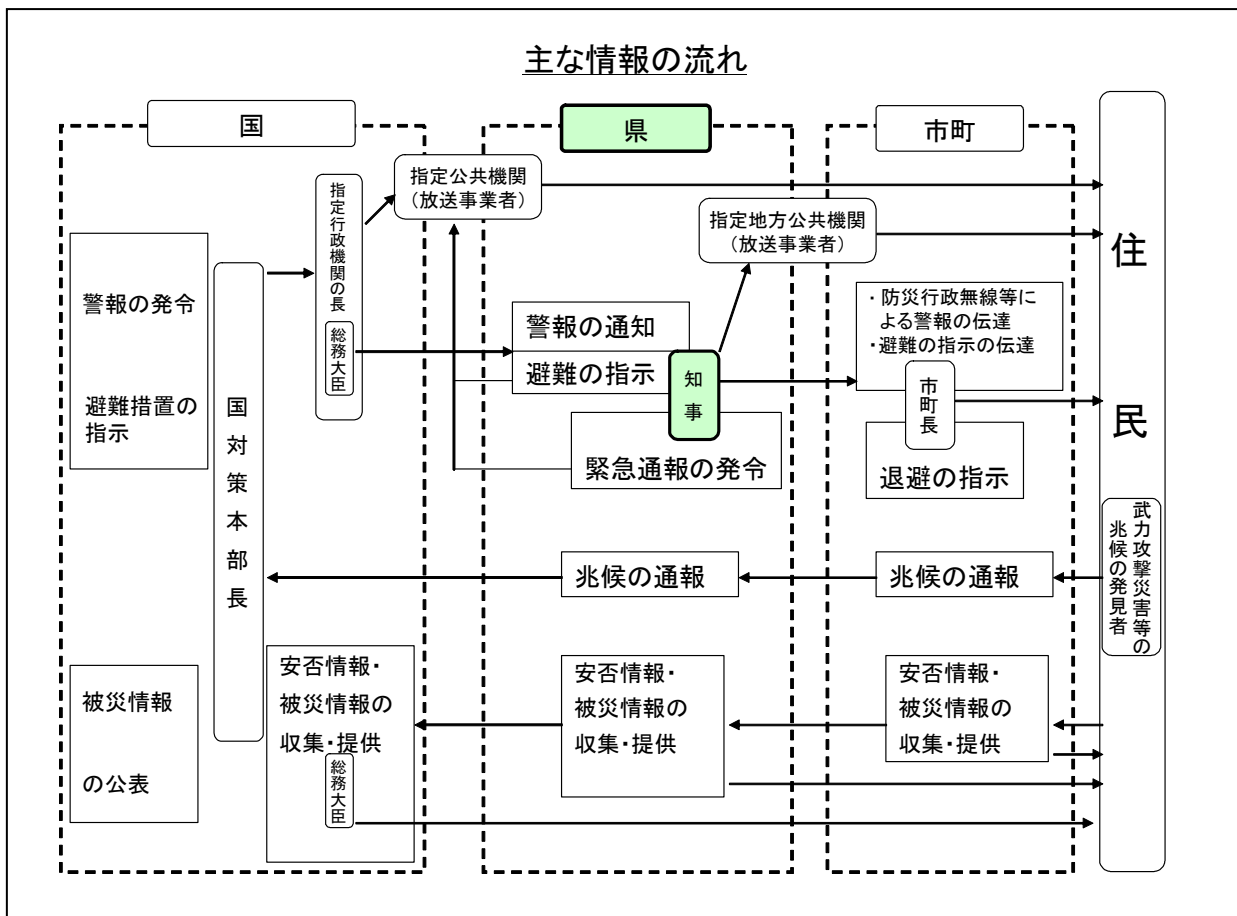 主な情報の流れ
国
県
市町
指定行政機関の長
総務大臣
指定公共機関
(放送事業者)
指定地方公共機関
(放送事業者)
警報の発令
避難措置の
指示
国対策本部長
警報の通知
避難の指示
知事
緊急通報の発令
・防災行政無線等に
よる警報の伝達
・避難の指示の伝達
市町長
退避の指示
住民
武力攻撃災害等の
兆候の発見者
兆候の通報
兆候の通報
被災情報
の公表
安否情報・
被災情報の
収集・提供
総務大臣
安否情報・
被災情報の
収集・提供
安否情報・
被災情報の
収集・提供